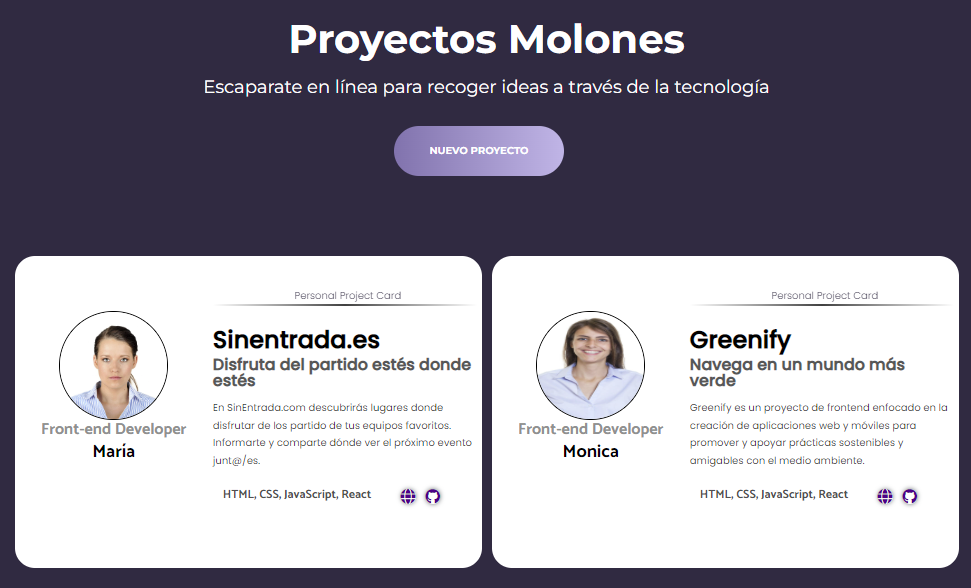 Proyectos Molones
Escaparate en línea para recoger ideas a través de la tecnología
NUEVO PROYECTO
Personal Project Card
Sinentrada.es
Disfruta del partido estés donde
estés
En SinEntrada.com descubrirás lugares donde
disfrutar de los partido de tus equipos favoritos.
Informarte y comparte dónde ver el próximo evento
junt@/es.
Front-end Developer
María
HTML, CSS, JavaScript, React
Personal Project Card
Greenify
Navega en un mundo más
verde
Greenify es un proyecto de frontend enfocado en la
creación de aplicaciones web y móviles para
promover y apoyar prácticas sostenibles y
amigables con el medio ambiente.
Front-end Developer
Monica
HTML, CSS, JavaScript, React